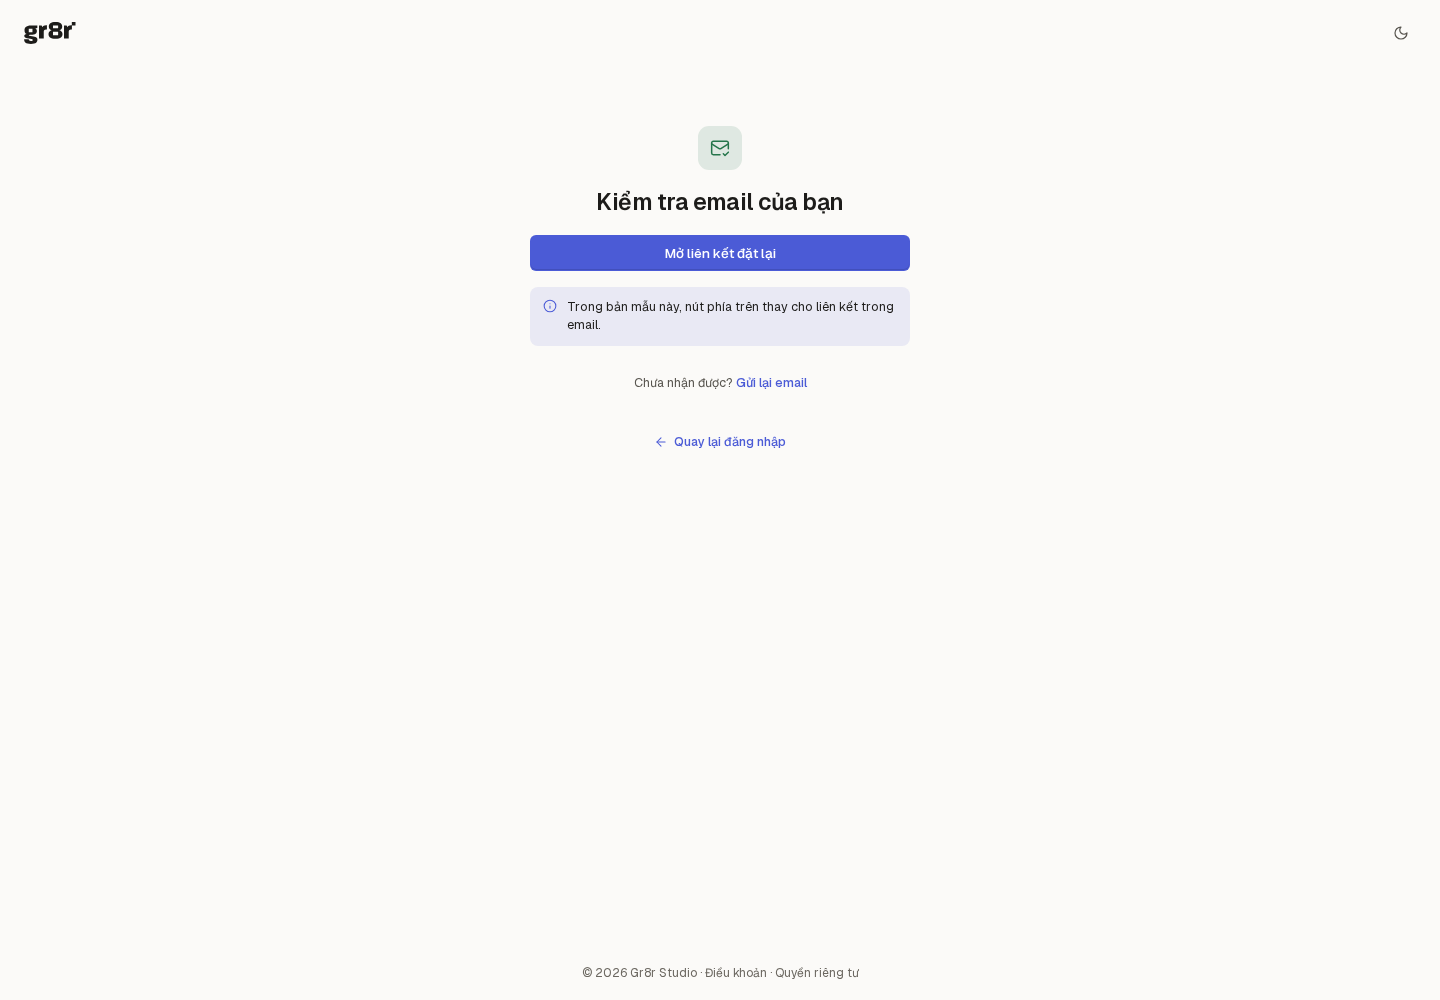 gr8r
Kiểm tra email của bạn
Mở liên kết đặt lại
Trong bản mẫu này, nút phía trên thay cho liên kết trong
email.
Chưa nhận được? Gửi lại email
Quay lại đăng nhập
© 2026 Gr8r Studio · Điều khoản · Quyền riêng tư